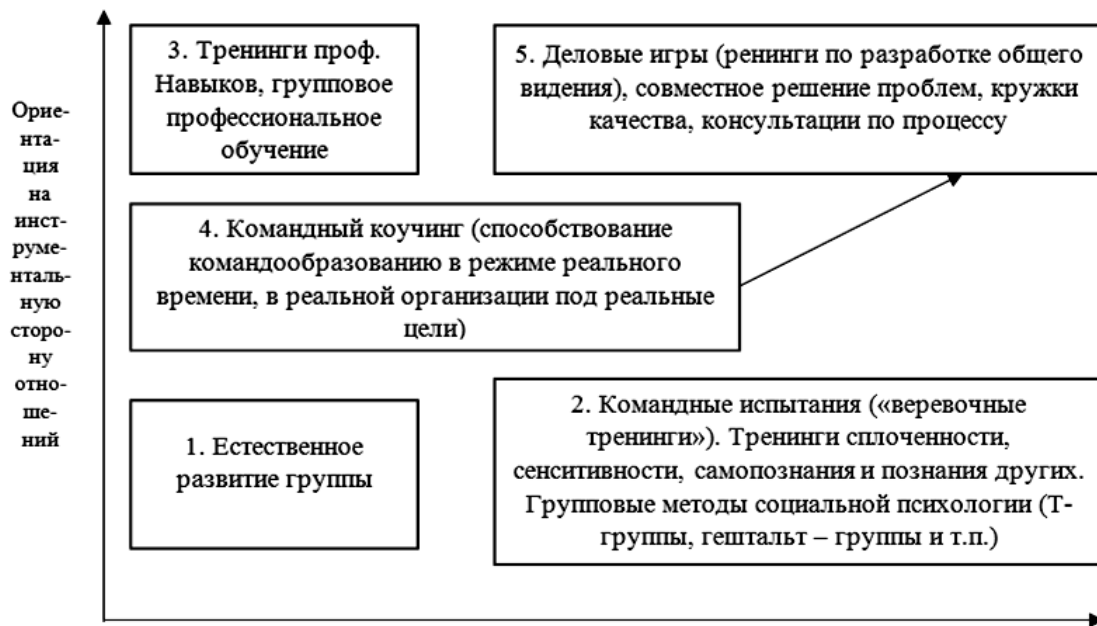 Орие-
нта-
ция
на
инст-
руме-
нталь-
ную
сторо-
ну
отно-
ше-
ний
3. Тренинги проф.
Навыков, групповое
профессиональное
обучение
5. Деловые игры (ренинги по разработке общего
видения), совместное решение проблем, кружки
качества, консультации по процессу
4. Командный коучинг (способствование
командообразованию в режиме реального
времени, в реальной организации под реальные
цели)
1. Естественное
развитие группы
2. Командные испытания («веревочные
тренинги»). Тренинги сплоченности,
сенситивности, самопознания и познания других.
Групповые методы социальной психологии (Т-
группы, гештальт – группы и т.п.)